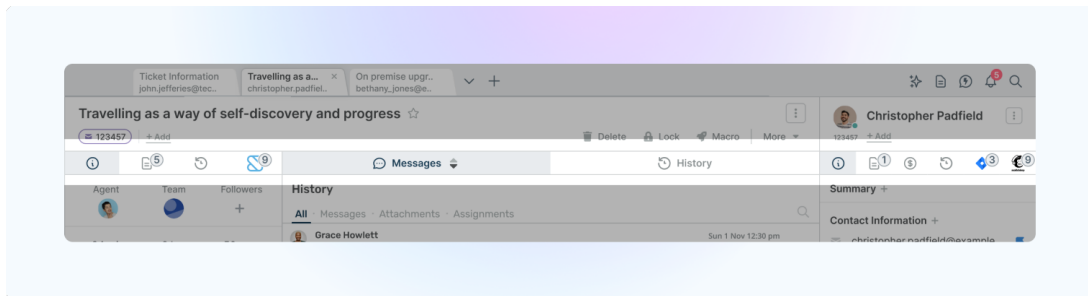 Ticket Information
john.jefferies@tec..
Travelling as a... ×
christopher.padfiel..
On premise upgr..
bethany_jones@e..
5
Travelling as a way of self-discovery and progress
Christopher Padfield
123457 + Add
Delete Lock Macro More
123457 + Add
5 9
Messages
History
1 3 9
Agent Team Followers
History
Summary +
All · Messages · Attachments · Assignments
Contact Information +
Grace Howlett
Sun 1 Nov 12:30 pm
christopher.padfield@example